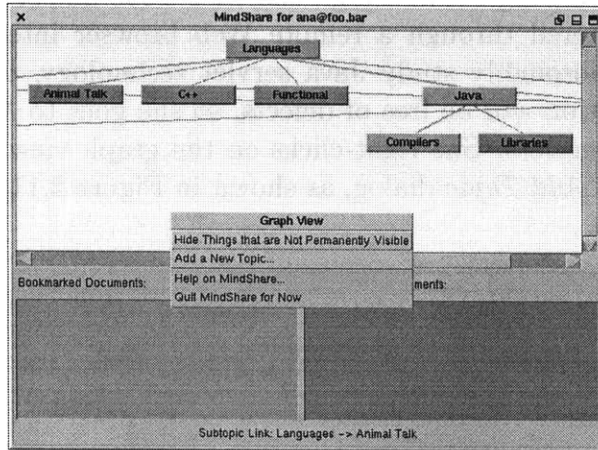 MindShare for ana@foo.bar
Languages
Animal Talk
C++
Functional
Java
Compilers
Libraries
Graph View
Hide Things that are Not Permanently Visible
Add a New Topic...
Help on MindShare...
Quit MindShare for Now
Bookmarked Documents:
ments:
Subtopic Link: Languages -> Animal Talk